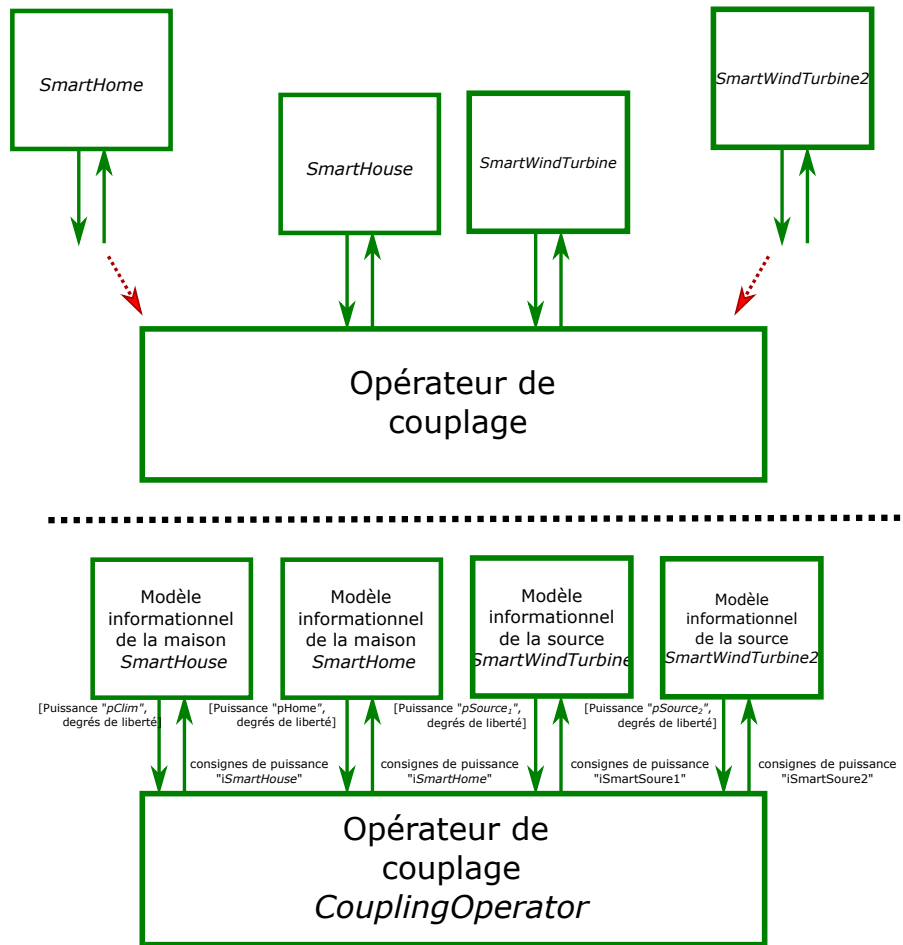 SmartHome
SmartWindTurbine2
SmartHouse
SmartWindTurbine
Opérateur de
couplage
Modèle
informationnel
de la maison
SmartHouse
Modèle
informationnel
de la maison
SmartHome
Modèle
informationnel
de la source
SmartWindTurbine
Modèle
informationnel
de la source
SmartWindTurbine2
[Puissance "pClim",
degrés de liberté]
[Puissance "pHome",
degrés de liberté]
[Puissance "pSource₁",
degrés de liberté]
[Puissance "pSource₂",
degrés de liberté]
consignes de puissance
"iSmartHouse"
consignes de puissance
"iSmartHome"
consignes de puissance
"iSmartSoure1"
consignes de puissance
"iSmartSoure2"
Opérateur de
couplage
CouplingOperator